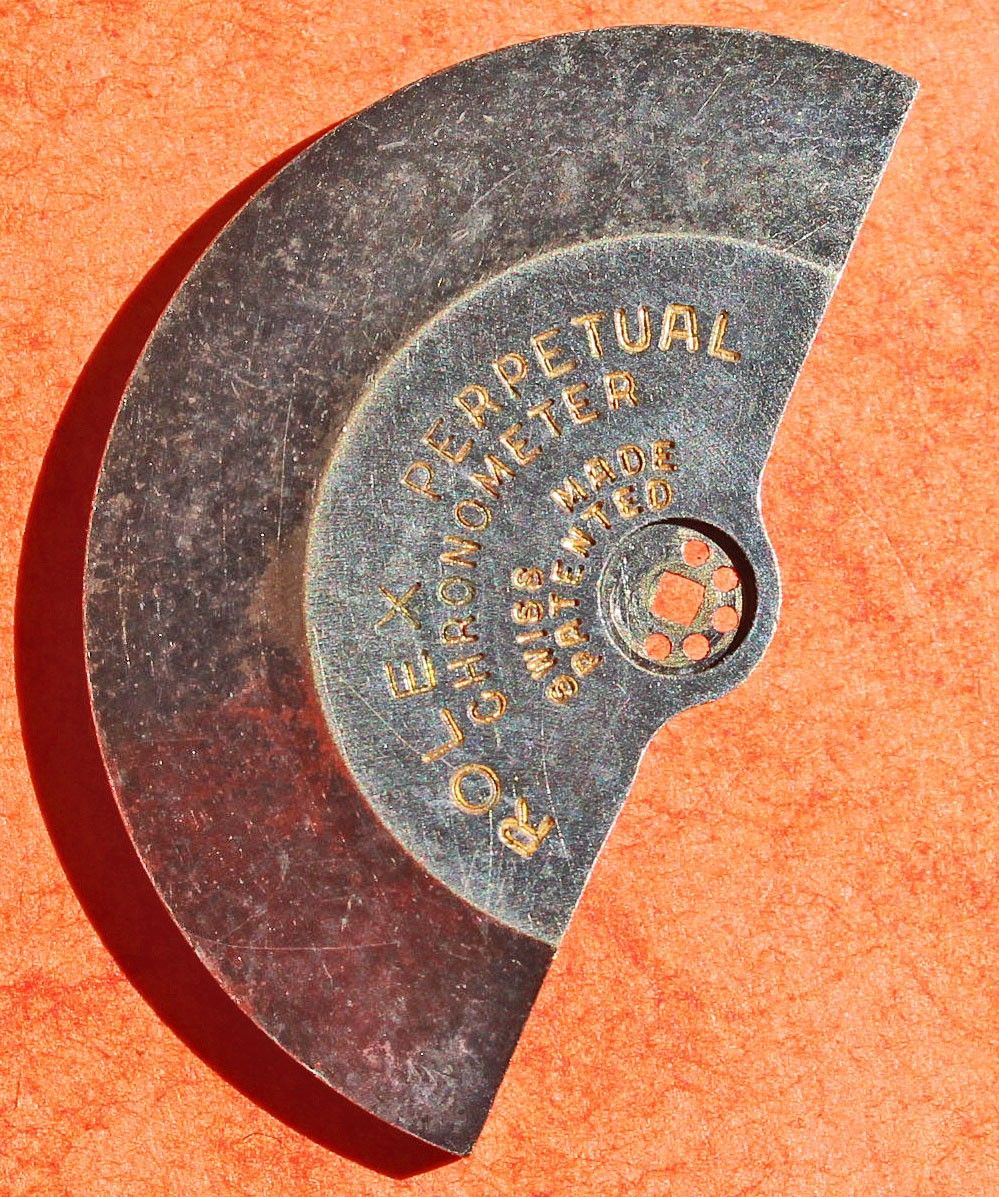 ROLEX PERPETUAL
CHRONOMETER
SWISS MADE
PATENTED